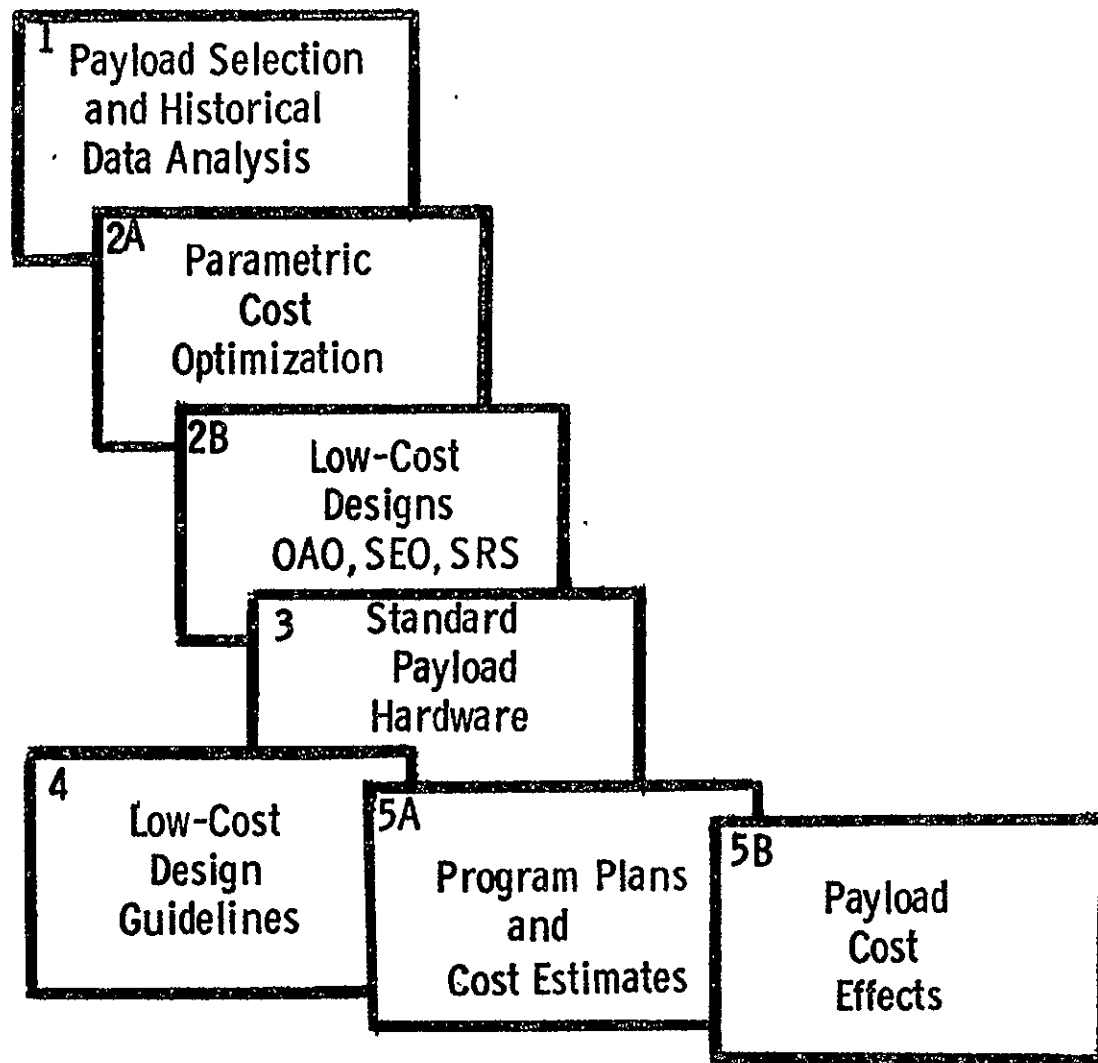 1
Payload Selection
and Historical
Data Analysis
2A
Parametric
Cost
Optimization
2B
Low-Cost
Designs
OAO, SEO, SRS
3
Standard
Payload
Hardware
4
Low-Cost
Design
Guidelines
5A
Program Plans
and
Cost Estimates
5B
Payload
Cost
Effects